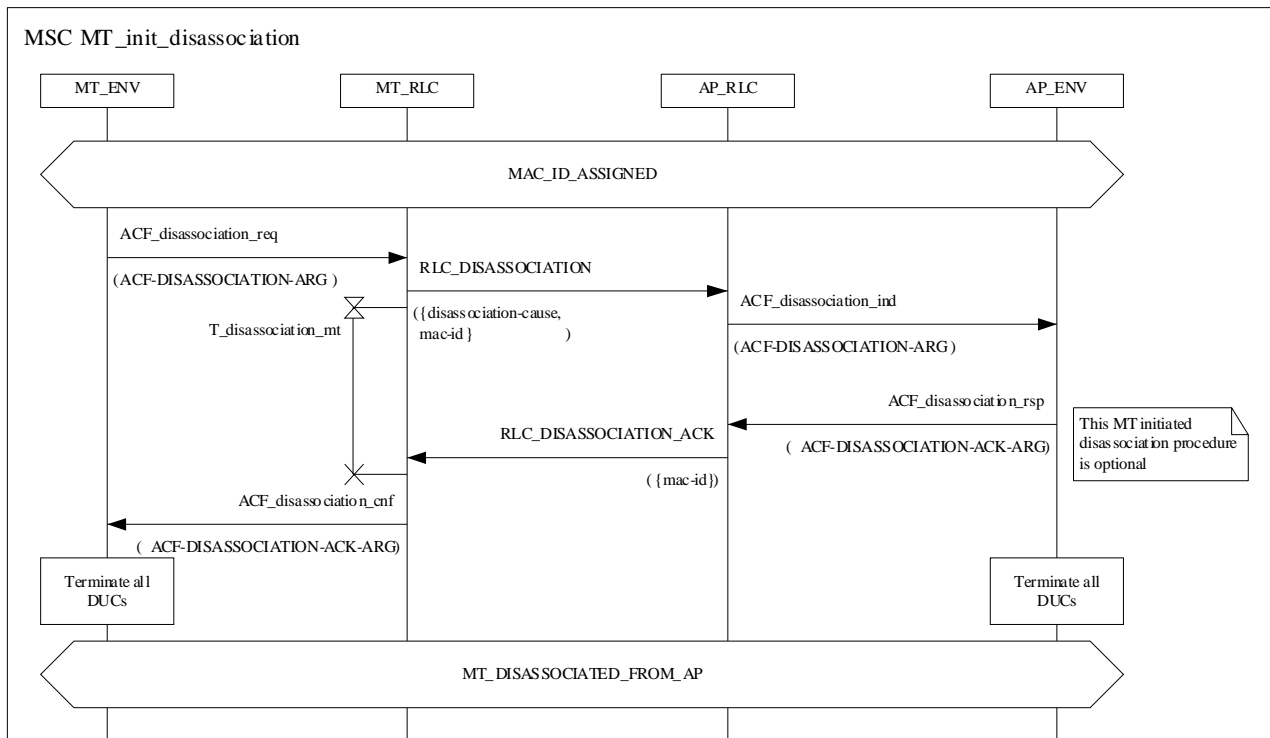 MSC MT_init_disassociation
MT_ENV
MT_RLC
AP_RLC
AP_ENV
MAC_ID_ASSIGNED
ACF_disassociation_req
(ACF-DISASSOCIATION-ARG )
RLC_DISASSOCIATION
({disassociation-cause,
mac-id } )
T_disassociation_mt
ACF_disassociation_ind
(ACF-DISASSOCIATION-ARG )
ACF_disassociation_rsp
( ACF-DISASSOCIATION-ACK-ARG)
This MT initiated
disassociation procedure
is optional
RLC_DISASSOCIATION_ACK
({mac-id})
ACF_disassociation_cnf
( ACF-DISASSOCIATION-ACK-ARG)
Terminate all
DUCs
Terminate all
DUCs
MT_DISASSOCIATED_FROM_AP